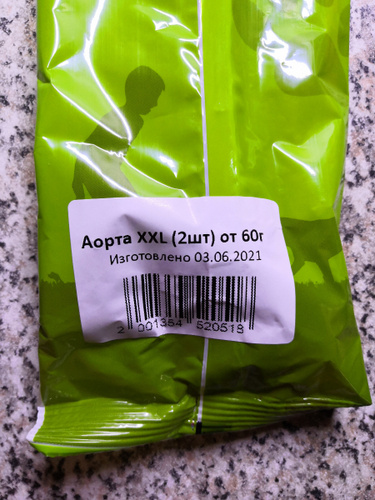 Аорта XXL (2шт) от 60г
Изготовлено 03.06.2021
2 001354 520518